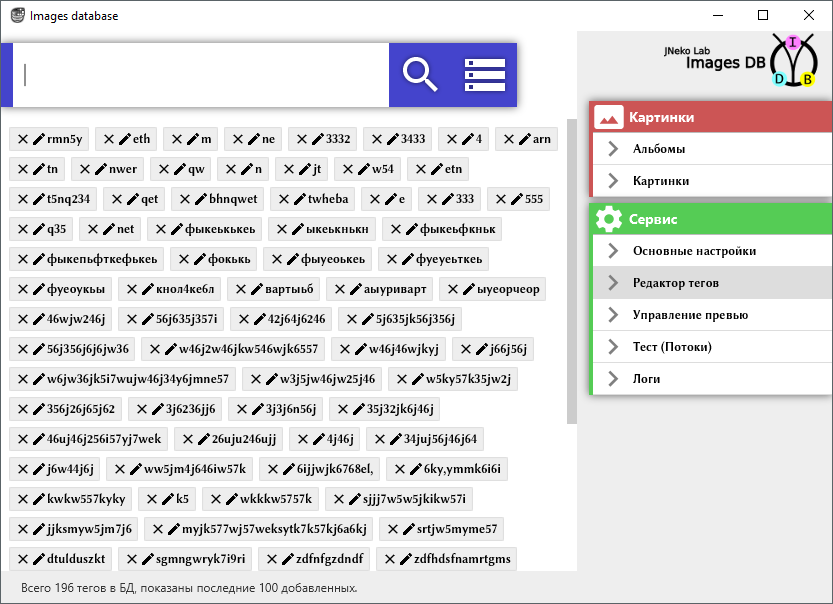 Images database
JNeko Lab
Images DB
I
D
B
rmn5y eth m ne 3332 3433 4 arn
tn nwer qw n jt w54 etn
t5nq234 qet bhnqwet twheba e 333 555
q35 net фыкеькькеь ыкеькнькн фыкеьфкньк
фыкепьфткефькеь фокькь фыуеоькеь фуеуеьткеь
фуеоукьы кнол4ке6л вартыьб аыуриварт ыуеорчеор
46wjw246j 56j635j357i 42j64j6246 5j635jk56j356j
56j356j6j6jw36 w46j2w46jkw546wjk6557 w46j46wjkyj j66j56j
w6jw36jk5i7wujw46j34y6jmne57 w3j5jw46jw25j46 w5ky57k35jw2j
356j26j65j62 3j6236jj6 3j3j6n56j 35j32jk6j46j
46uj46j256i57yj7wek 26uju246ujj 4j46j 34juj56j46j64
j6w44j6j ww5jm4j646iw57k 6ijjwjk6768el, 6ky,ymmk6i6i
kwkw557kyky k5 wkkkw5757k sjjj7w5w5jkikw57i
jjksmyw5jm7j6 myjk577wj57weksytk7k57kj6a6kj srtjw5myme57
dtulduszkt sgmngwryk7i9ri zdfnfgzdndf zdfhdsfnamrtgms
Картинки
Альбомы
Картинки
Сервис
Основные настройки
Редактор тегов
Управление превью
Тест (Потоки)
Логи
Всего 196 тегов в БД, показаны последние 100 добавленных.